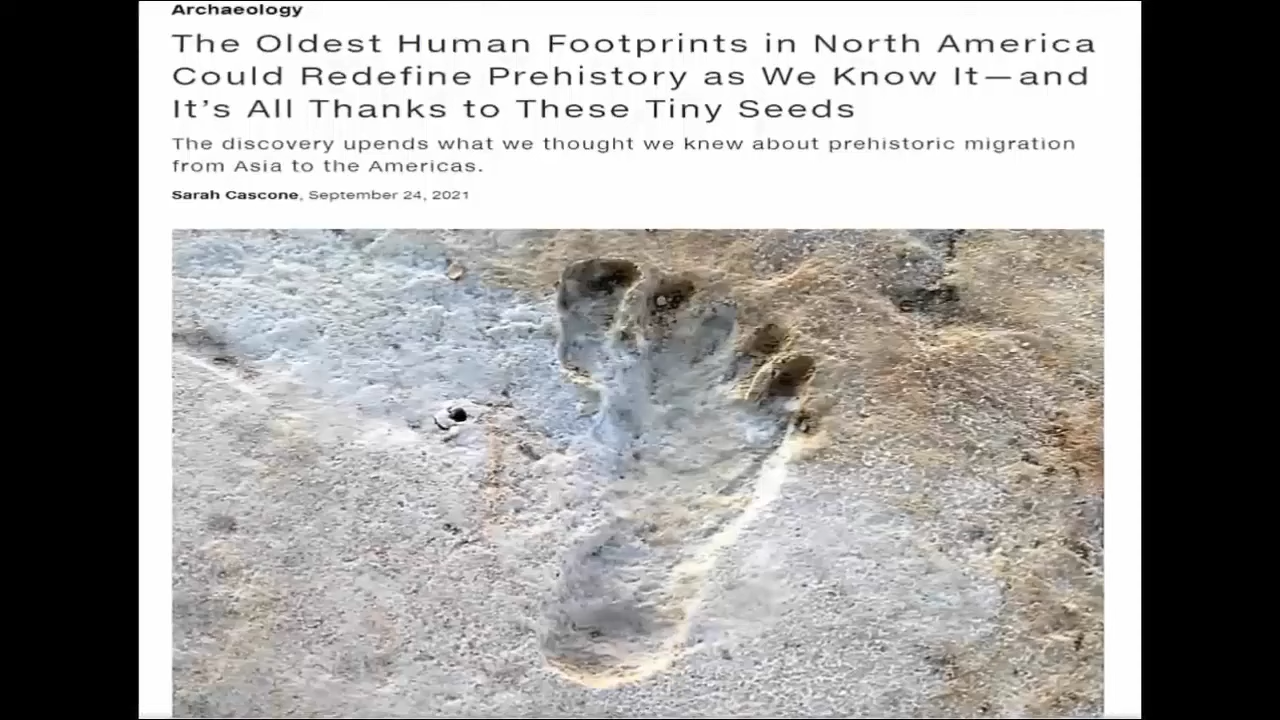 Archaeology
The Oldest Human Footprints in North America
Could Redefine Prehistory as We Know It—and
It’s All Thanks to These Tiny Seeds
The discovery upends what we thought we knew about prehistoric migration
from Asia to the Americas.
Sarah Cascone, September 24, 2021